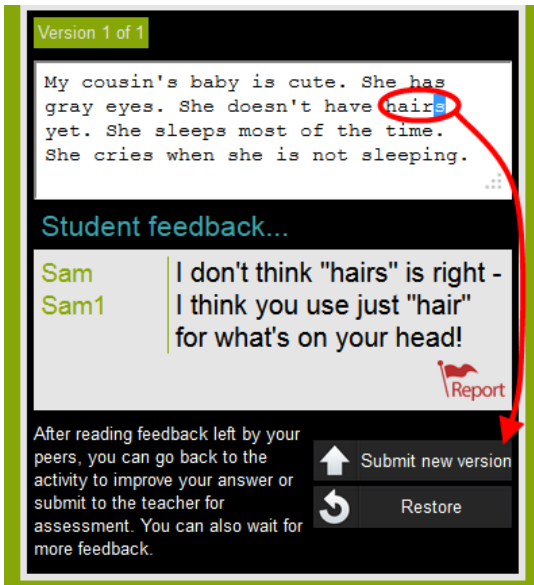 Version 1 of 1
My cousin's baby is cute. She has
gray eyes. She doesn't have hairs
yet. She sleeps most of the time.
She cries when she is not sleeping.
Student feedback...
Sam
Sam1
I don't think "hairs" is right -
I think you use just "hair"
for what's on your head!
Report
After reading feedback left by your
peers, you can go back to the
activity to improve your answer or
submit to the teacher for
assessment. You can also wait for
more feedback.
Submit new version
Restore